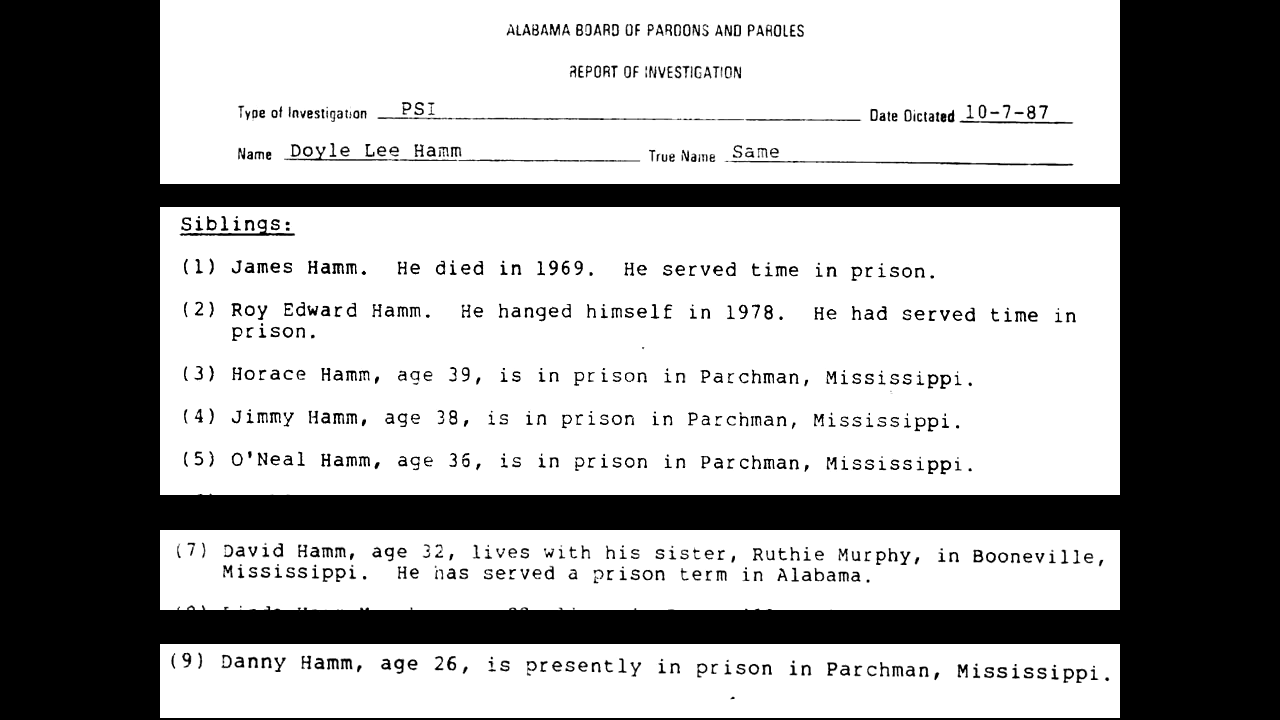 ALABAMA BOARD OF PARDONS AND PAROLES
REPORT OF INVESTIGATION
Type of Investigation PSI Date Dictated 10-7-87
Name Doyle Lee Hamm True Name Same
Siblings:
(1) James Hamm. He died in 1969. He served time in prison.
(2) Roy Edward Hamm. He hanged himself in 1978. He had served time in
prison.
(3) Horace Hamm, age 39, is in prison in Parchman, Mississippi.
(4) Jimmy Hamm, age 38, is in prison in Parchman, Mississippi.
(5) O'Neal Hamm, age 36, is in prison in Parchman, Mississippi.
(7) David Hamm, age 32, lives with his sister, Ruthie Murphy, in Booneville,
Mississippi. He has served a prison term in Alabama.
(9) Danny Hamm, age 26, is presently in prison in Parchman, Mississippi.